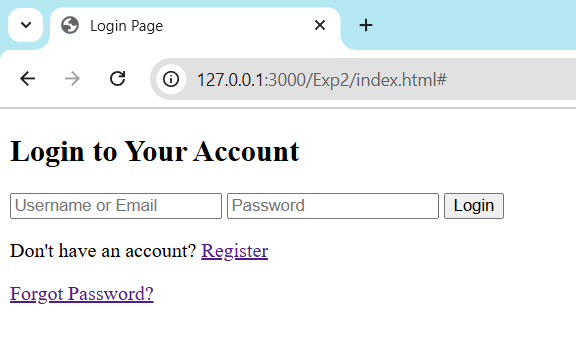 Login Page
127.0.0.1:3000/Exp2/index.html#
Login to Your Account
Username or Email Password Login
Don't have an account? Register
Forgot Password?